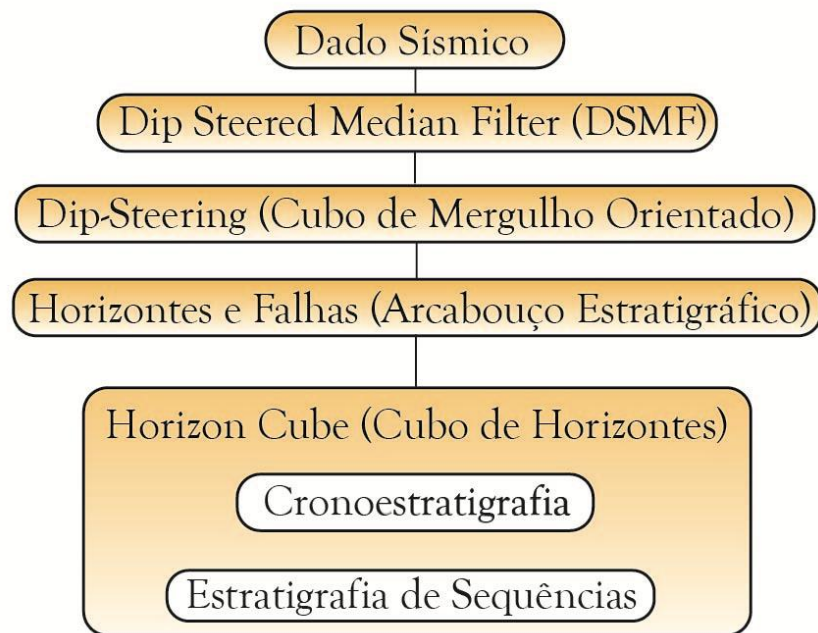 Dado Sísmico
Dip Steered Median Filter (DSMF)
Dip-Steering (Cubo de Mergulho Orientado)
Horizontes e Falhas (Arcabouço Estratigráfico)
Horizon Cube (Cubo de Horizontes)
Cronoestratigrafia
Estratigrafia de Sequências